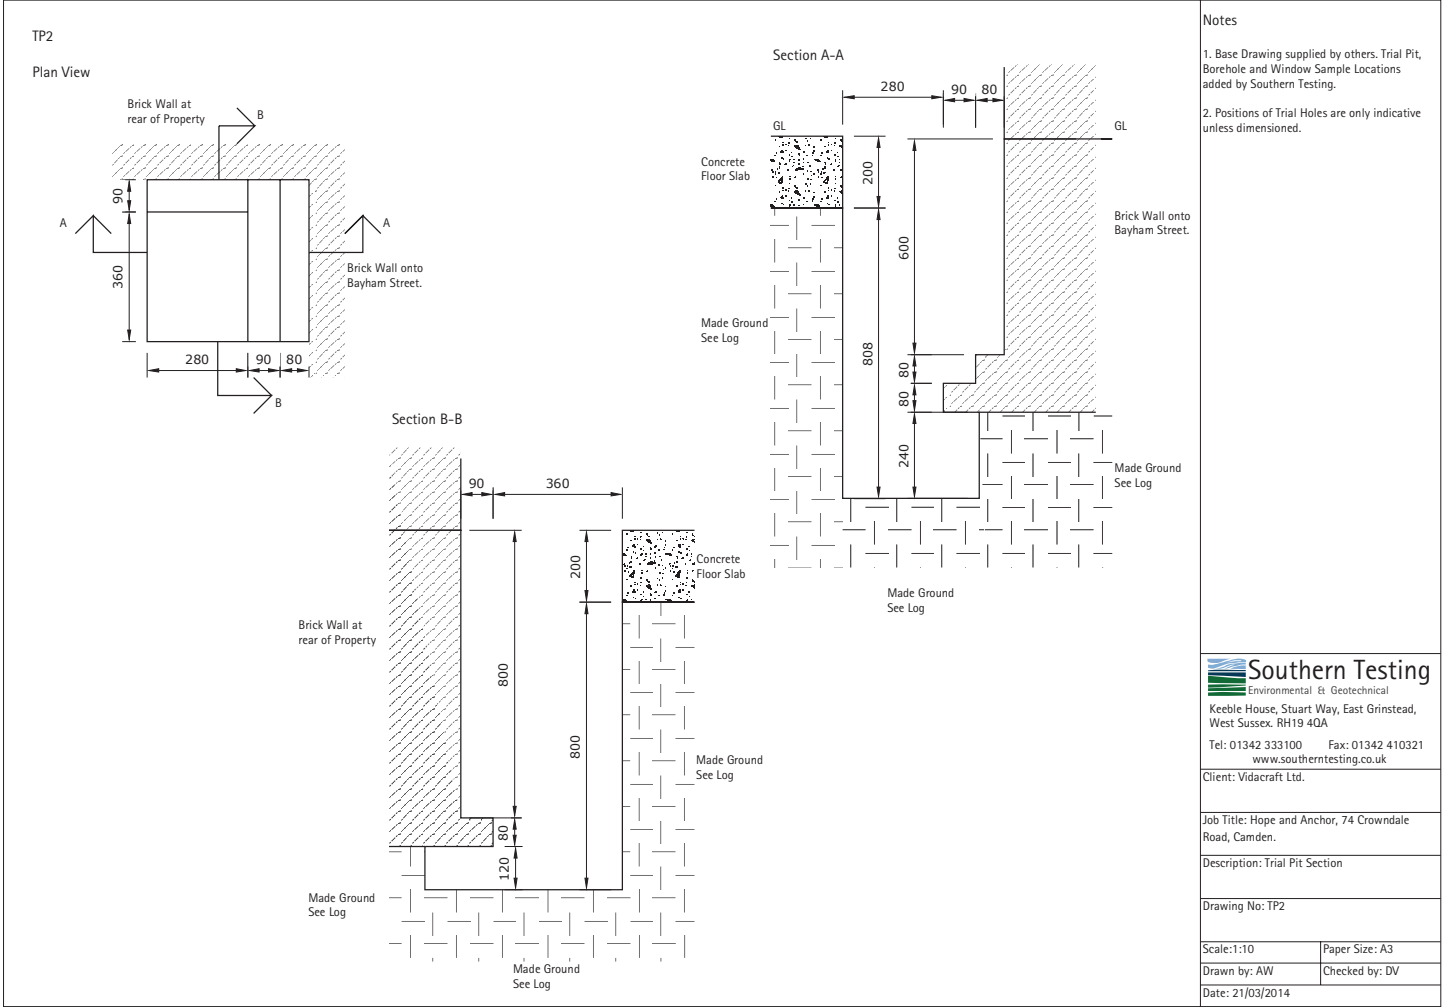 TP2
Plan View
Brick Wall at
rear of Property
B
90
A
A
360
Brick Wall onto
Bayham Street.
280
90
80
B
Section B-B
90
360
200
Concrete
Floor Slab
Brick Wall at
rear of Property
800
800
Made Ground
See Log
80
120
Made Ground
See Log
Made Ground
See Log
Section A-A
280
90
80
GL
GL
Concrete
Floor Slab
200
Brick Wall onto
Bayham Street.
600
Made Ground
See Log
808
80
80
240
Made Ground
See Log
Made Ground
See Log
Notes
1. Base Drawing supplied by others. Trial Pit,
Borehole and Window Sample Locations
added by Southern Testing.
2. Positions of Trial Holes are only indicative
unless dimensioned.
Southern Testing
Environmental & Geotechnical
Keeble House, Stuart Way, East Grinstead,
West Sussex. RH19 4QA
Tel: 01342 333100 Fax: 01342 410321
www.southerntesting.co.uk
Client: Vidacraft Ltd.
Job Title: Hope and Anchor, 74 Crowndale
Road, Camden.
Description: Trial Pit Section
Drawing No: TP2
Scale:1:10
Paper Size: A3
Drawn by: AW
Checked by: DV
Date: 21/03/2014